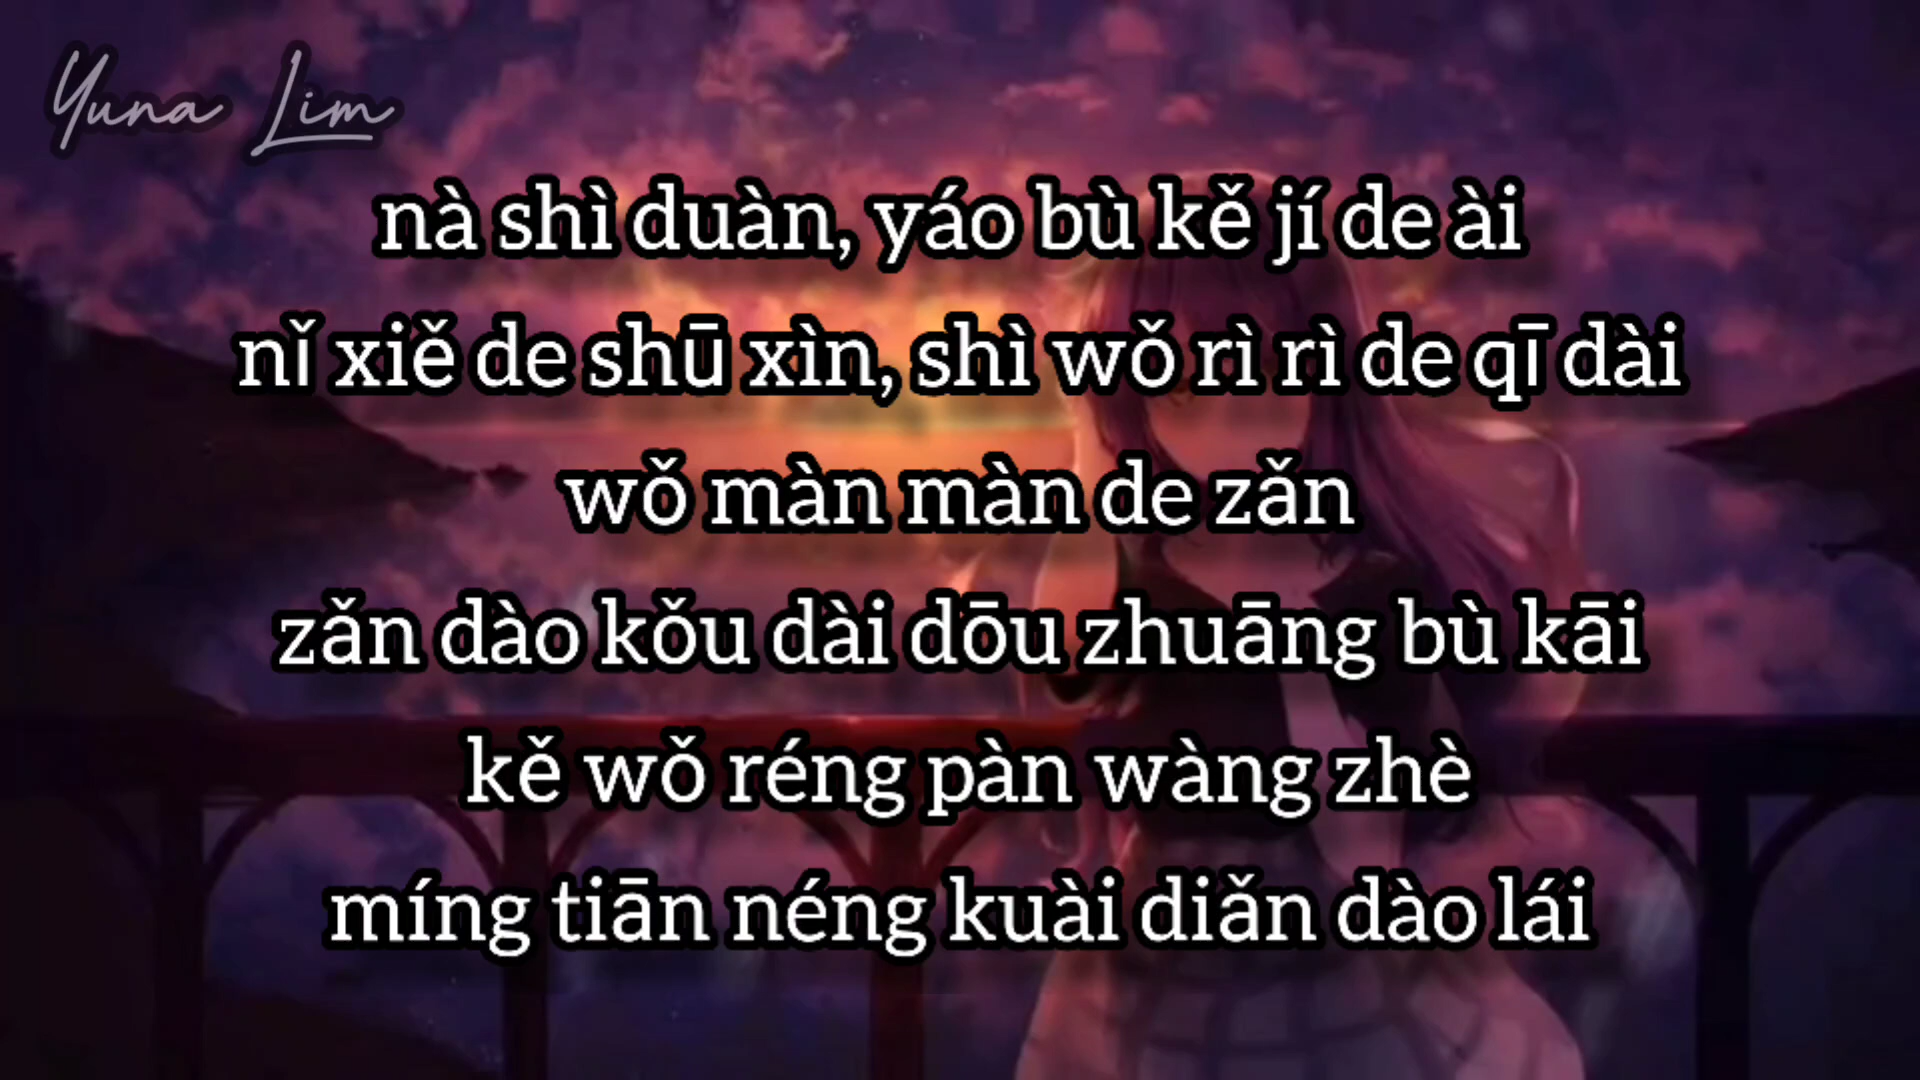 Yuna Lim
nà shì duàn, yáo bù kě jí de ài
nǐ xiě de shū xìn, shì wǒ rì rì de qī dài
wǒ màn màn de zǎn
zǎn dào kǒu dài dōu zhuāng bù kāi
kě wǒ réng pàn wàng zhè
míng tiān néng kuài diǎn dào lái